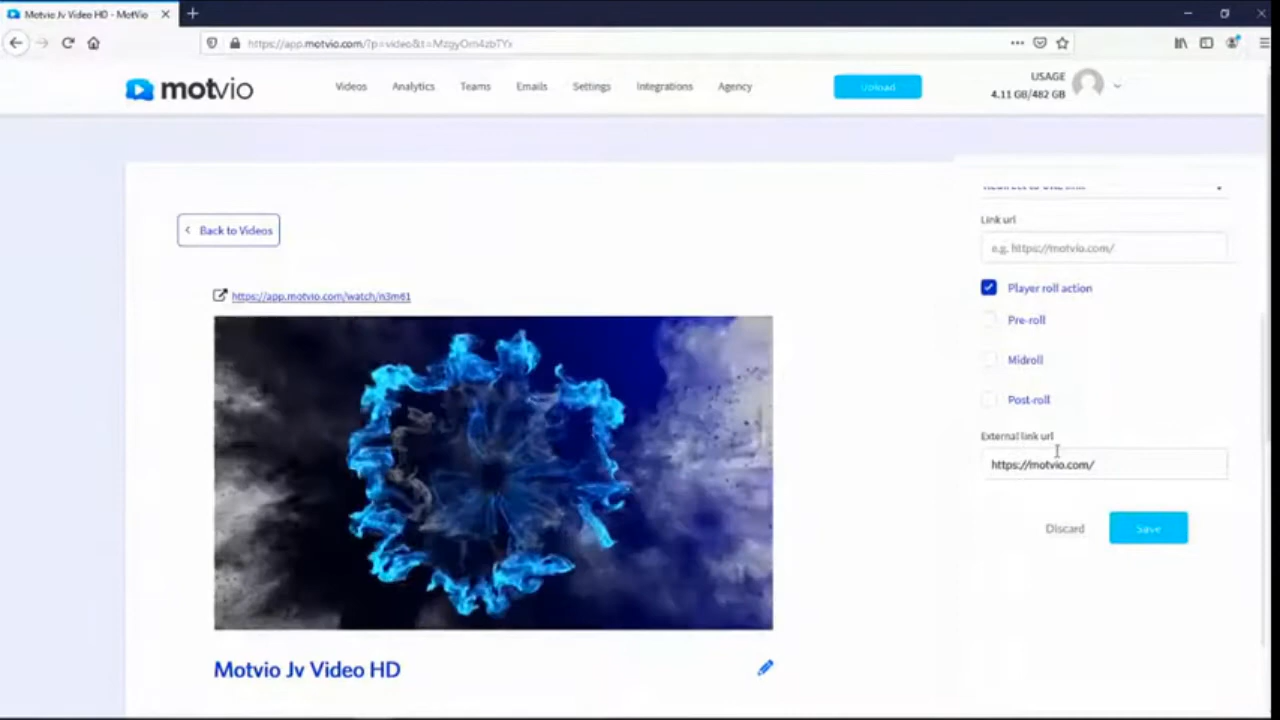 Motvio Jv Video HD - MotVio
https://app.motvio.com/?p=video&t=MzgyOm4zbTYx
motvio
Videos
Analytics
Teams
Emails
Settings
Integrations
Agency
Upload
USAGE
4.11 GB/482 GB
Back to Videos
https://app.motvio.com/watch/n3m61
Motvio Jv Video HD
Link url
e.g. https://motvio.com/
Player roll action
Pre-roll
Midroll
Post-roll
External link url
https://motvio.com/
Discard
Save